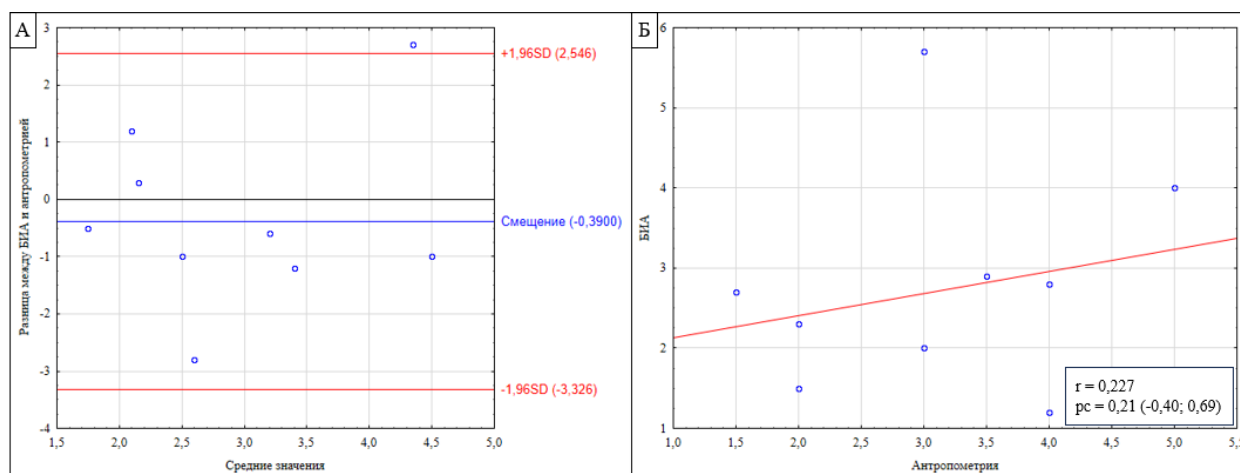 А
Разница между БИА и антропометрией
3
2
1
0
-1
-2
-3
-4
1,5
2,0
2,5
3,0
3,5
4,0
4,5
5,0
Средние значения
+1,96SD (2,546)
Смещение (-0,3900)
-1,96SD (-3,326)
Б
БИА
6
5
4
3
2
1
1,0
1,5
2,0
2,5
3,0
3,5
4,0
4,5
5,0
Антропометрия
r = 0,227
pc = 0,21 (-0,40; 0,69)